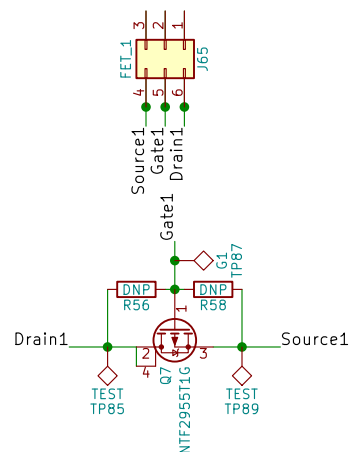 3 2 1
FET_1
J65
4 5 6
Source1
Gate1
Drain1
Gate1
G1
TP87
DNP
DNP
R56
R58
1
Drain1
Source1
2
3
4
TEST
TP85
Q7
NTF2955T1G
TEST
TP89